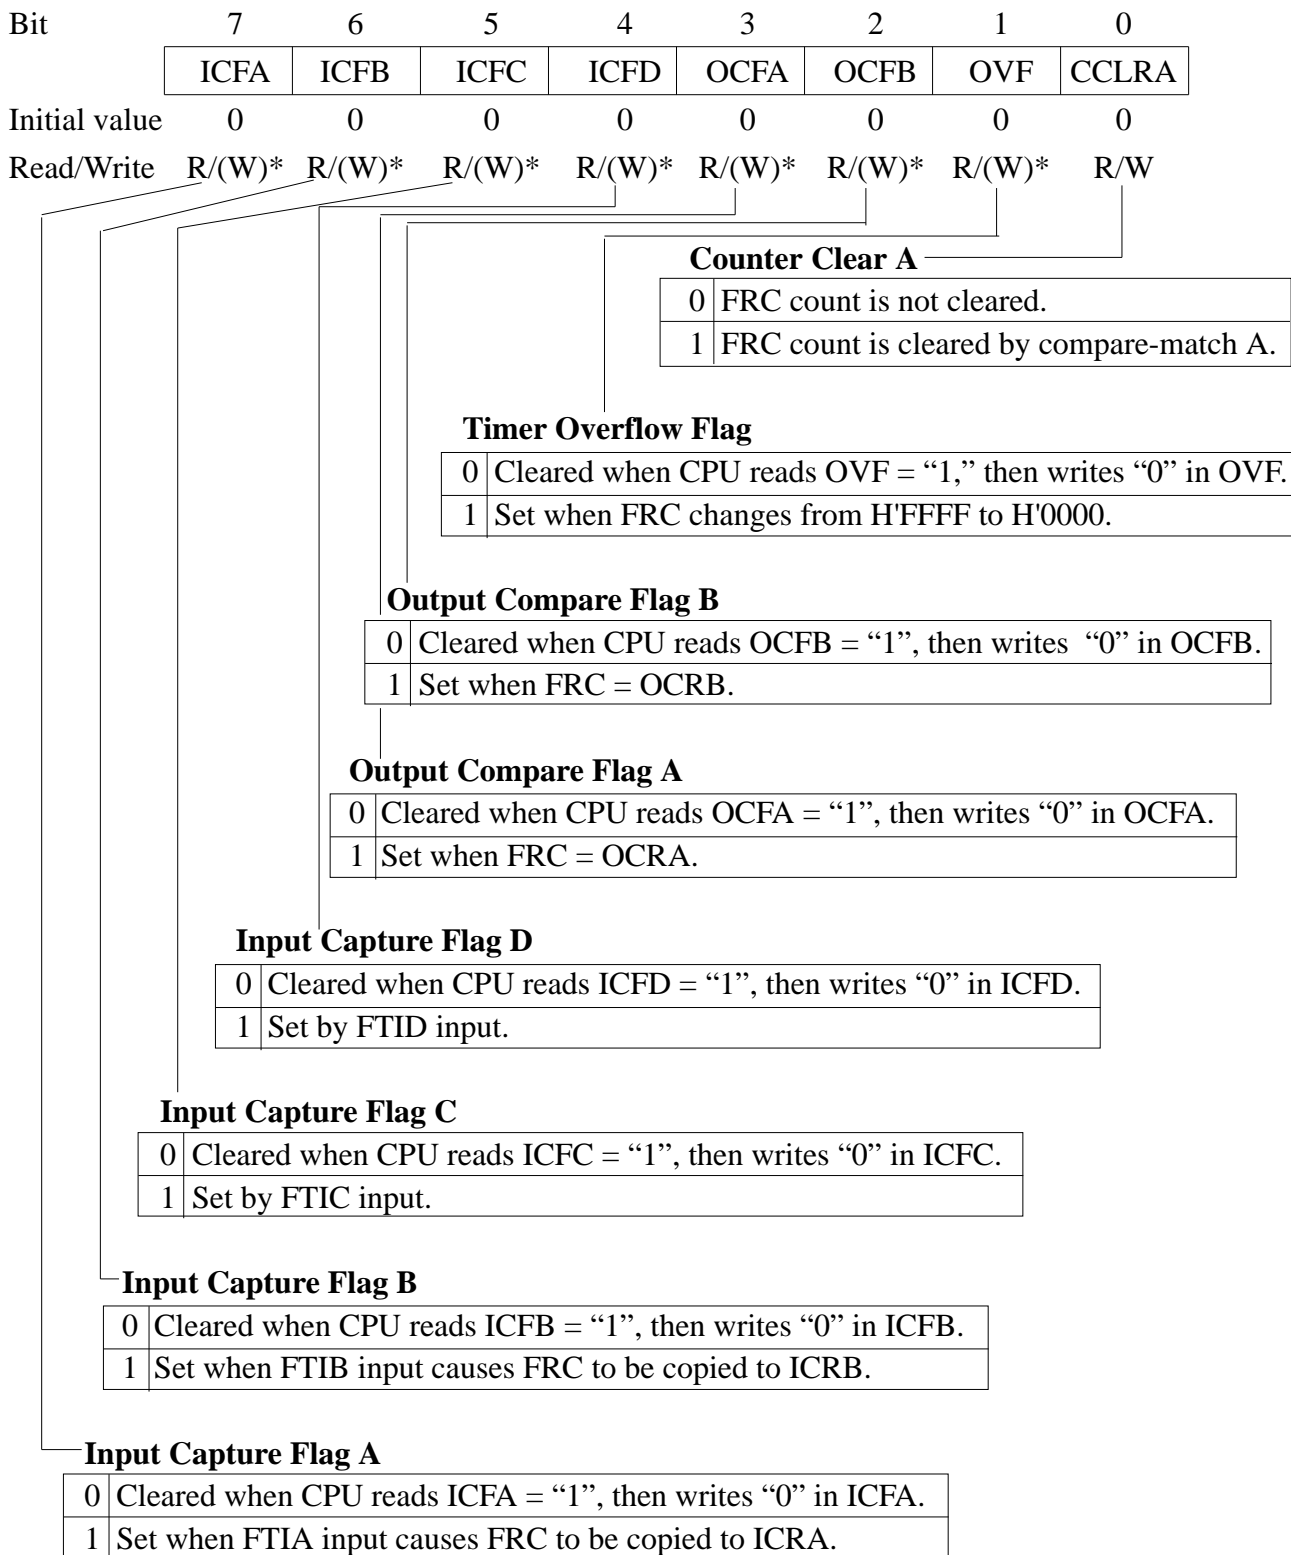 Bit 7 6 5 4 3 2 1 0
ICFA ICFB ICFC ICFD OCFA OCFB OVF CCLRA
Initial value 0 0 0 0 0 0 0 0
Read/Write R/(W)* R/(W)* R/(W)* R/(W)* R/(W)* R/(W)* R/(W)* R/W
Counter Clear A
0 FRC count is not cleared.
1 FRC count is cleared by compare-match A.
Timer Overflow Flag
0 Cleared when CPU reads OVF = “1,” then writes “0” in OVF.
1 Set when FRC changes from H'FFFF to H'0000.
Output Compare Flag B
0 Cleared when CPU reads OCFB = “1”, then writes “0” in OCFB.
1 Set when FRC = OCRB.
Output Compare Flag A
0 Cleared when CPU reads OCFA = “1”, then writes “0” in OCFA.
1 Set when FRC = OCRA.
Input Capture Flag D
0 Cleared when CPU reads ICFD = “1”, then writes “0” in ICFD.
1 Set by FTID input.
Input Capture Flag C
0 Cleared when CPU reads ICFC = “1”, then writes “0” in ICFC.
1 Set by FTIC input.
Input Capture Flag B
0 Cleared when CPU reads ICFB = “1”, then writes “0” in ICFB.
1 Set when FTIB input causes FRC to be copied to ICRB.
Input Capture Flag A
0 Cleared when CPU reads ICFA = “1”, then writes “0” in ICFA.
1 Set when FTIA input causes FRC to be copied to ICRA.